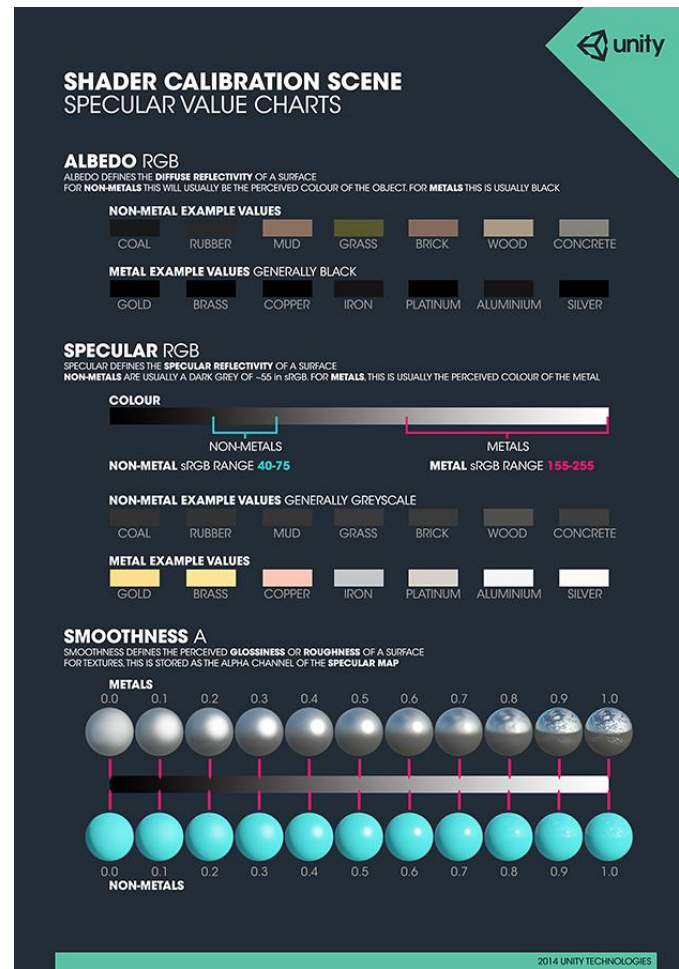 unity
SHADER CALIBRATION SCENE
SPECULAR VALUE CHARTS
ALBEDO RGB
ALBEDO DEFINES THE DIFFUSE REFLECTIVITY OF A SURFACE
FOR NON-METALS THIS WILL USUALLY BE THE PERCEIVED COLOUR OF THE OBJECT. FOR METALS THIS IS USUALLY BLACK
NON-METAL EXAMPLE VALUES
COAL RUBBER MUD GRASS BRICK WOOD CONCRETE
METAL EXAMPLE VALUES GENERALLY BLACK
GOLD BRASS COPPER IRON PLATINUM ALUMINIUM SILVER
SPECULAR RGB
SPECULAR DEFINES THE SPECULAR REFLECTIVITY OF A SURFACE
NON-METALS ARE USUALLY A DARK GREY OF ~55 in sRGB. FOR METALS, THIS IS USUALLY THE PERCEIVED COLOUR OF THE METAL
COLOUR
NON-METALS METALS
NON-METAL sRGB RANGE 40-75 METAL sRGB RANGE 155-255
NON-METAL EXAMPLE VALUES GENERALLY GREYSCALE
COAL RUBBER MUD GRASS BRICK WOOD CONCRETE
METAL EXAMPLE VALUES
GOLD BRASS COPPER IRON PLATINUM ALUMINIUM SILVER
SMOOTHNESS A
SMOOTHNESS DEFINES THE PERCEIVED GLOSSINESS OR ROUGHNESS OF A SURFACE
FOR TEXTURES, THIS IS STORED AS THE ALPHA CHANNEL OF THE SPECULAR MAP
METALS
0.0 0.1 0.2 0.3 0.4 0.5 0.6 0.7 0.8 0.9 1.0
0.0 0.1 0.2 0.3 0.4 0.5 0.6 0.7 0.8 0.9 1.0
NON-METALS
2014 UNITY TECHNOLOGIES